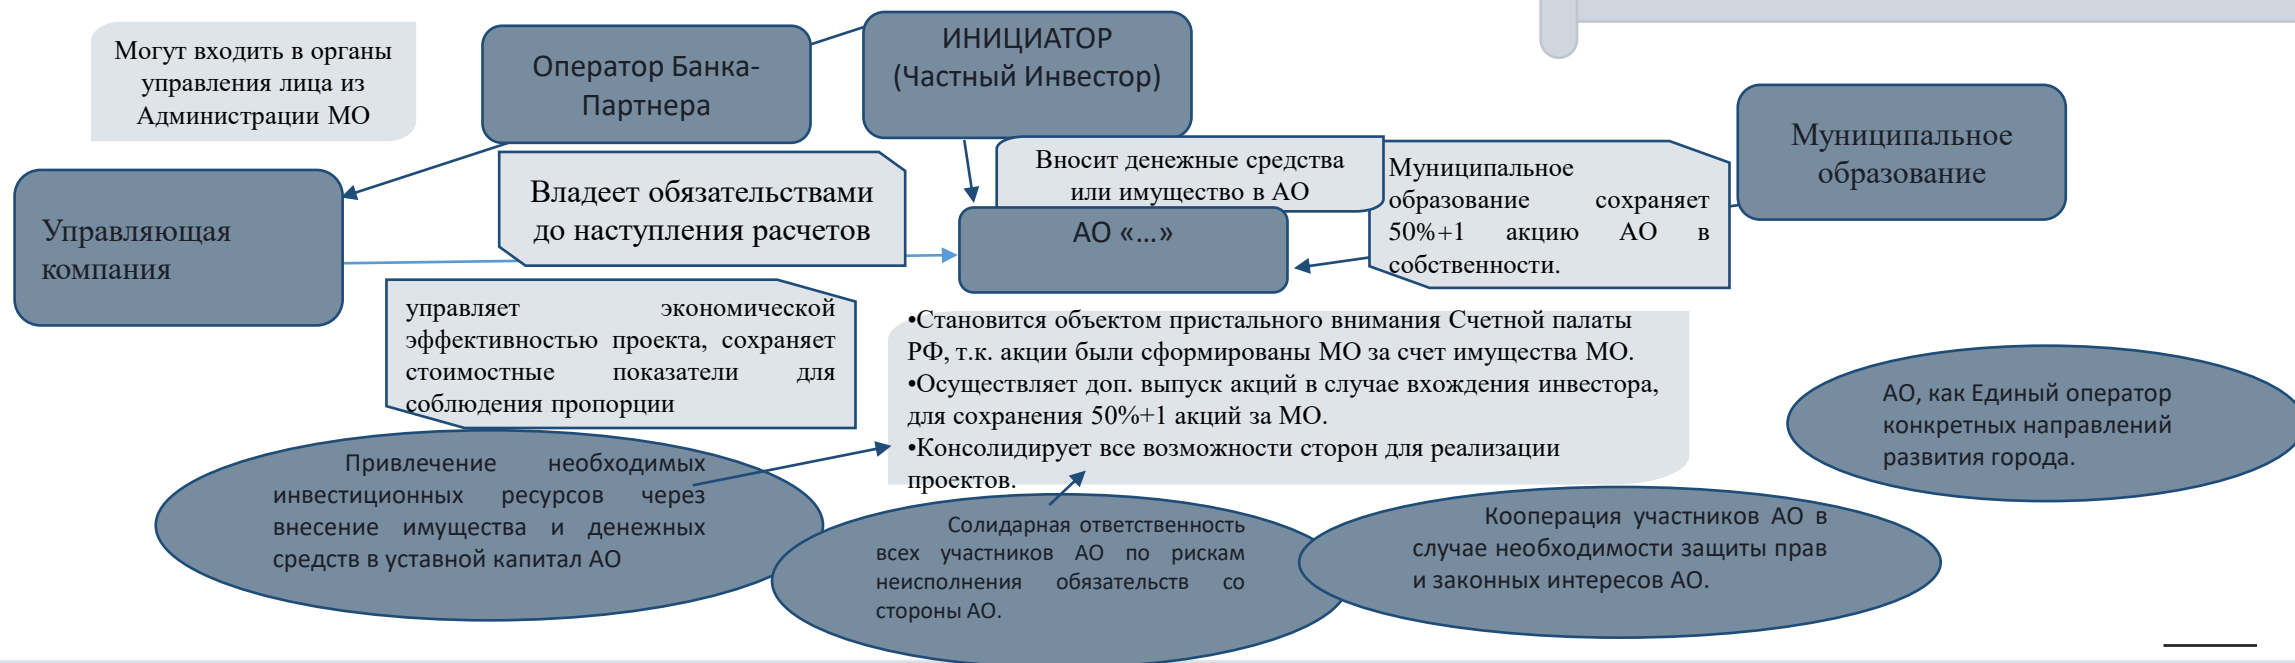 Могут входить в органы
управления лица из
Администрации МО
Оператор Банка-
Партнера
ИНИЦИАТОР
(Частный Инвестор)
Муниципальное
образование
Управляющая
компания
Владеет обязательствами
до наступления расчетов
Вносит денежные средства
или имущество в АО
АО «...»
Муниципальное
образование сохраняет
50%+1 акцию АО в
собственности.
управляет экономической
эффективностью проекта, сохраняет
стоимостные показатели для
соблюдения пропорции
•Становится объектом пристального внимания Счетной палаты
РФ, т.к. акции были сформированы МО за счет имущества МО.
•Осуществляет доп. выпуск акций в случае вхождения инвестора,
для сохранения 50%+1 акций за МО.
•Консолидирует все возможности сторон для реализации
проектов.
АО, как Единый оператор
конкретных направлений
развития города.
Привлечение необходимых
инвестиционных ресурсов через
внесение имущества и денежных
средств в уставной капитал АО
Солидарная ответственность
всех участников АО по рискам
неисполнения обязательств со
стороны АО.
Кооперация участников АО в
случае необходимости защиты прав
и законных интересов АО.